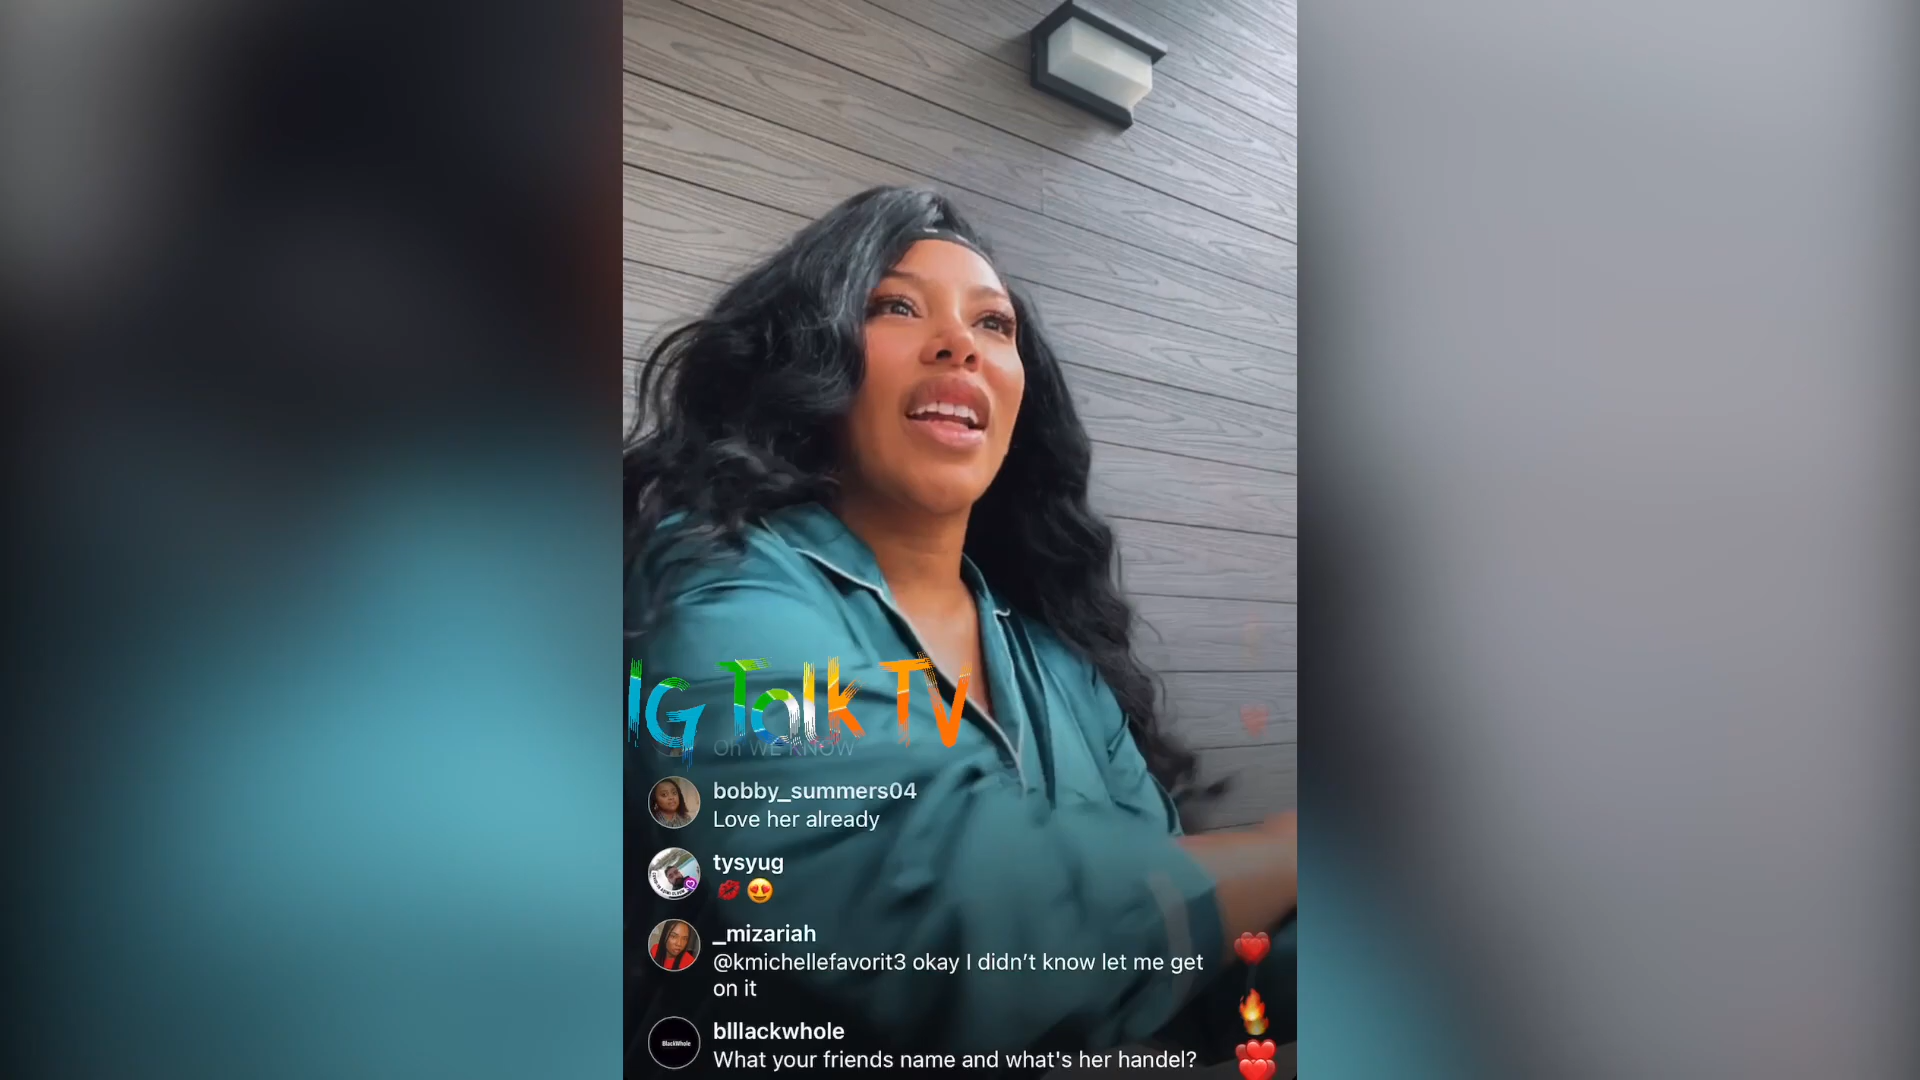 IG Talk TV
Oh WE KNOW
bobby_summers04
Love her already
tysyug
_mizariah
@kmichellefavorit3 okay I didn’t know let me get
on it
blllackwhole
BlackWhole
What your friends name and what's her handel?